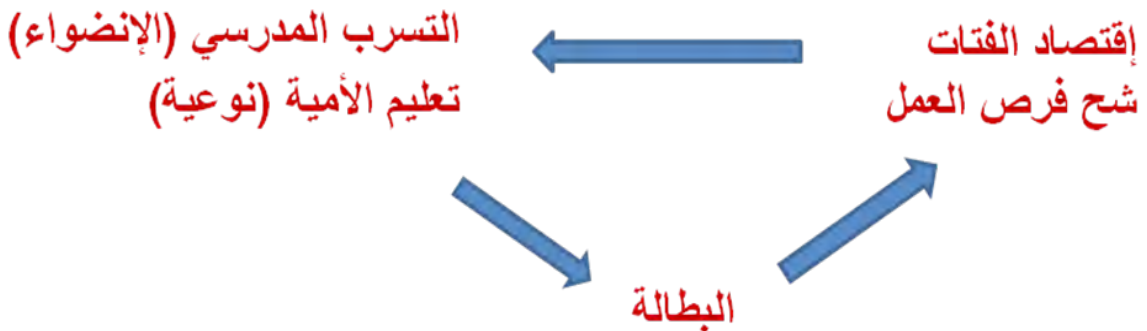 إقتصاد الفتات
شح فرص العمل
التسرب المدرسي (الإنضواء)
تعليم الأمية (نوعية)
البطالة